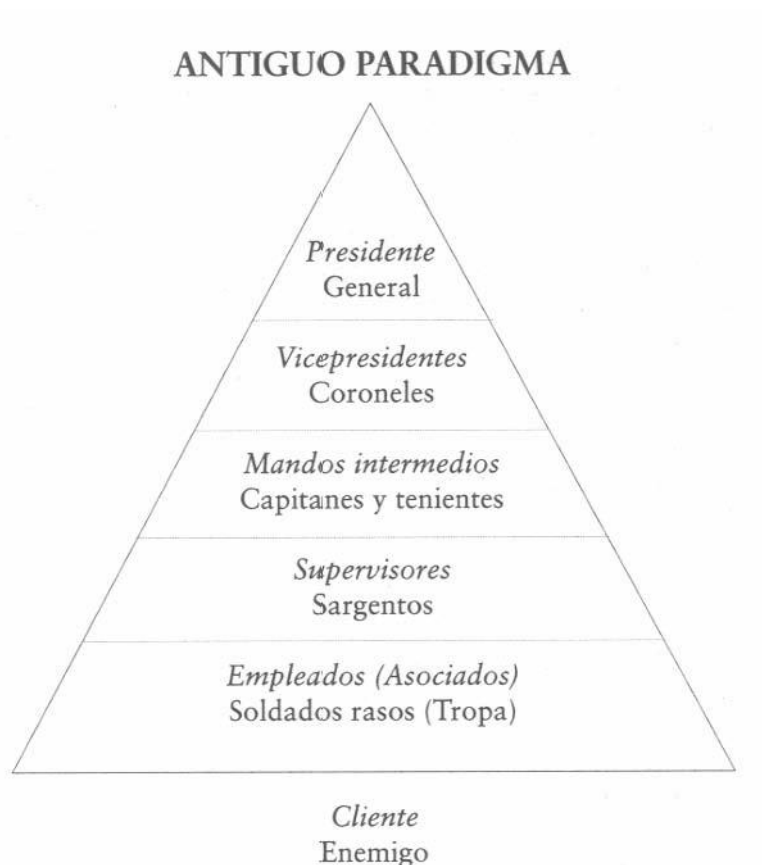 ANTIGUO PARADIGMA
Presidente
General
Vicepresidentes
Coroneles
Mandos intermedios
Capitanes y tenientes
Supervisores
Sargentos
Empleados (Asociados)
Soldados rasos (Tropa)
Cliente
Enemigo